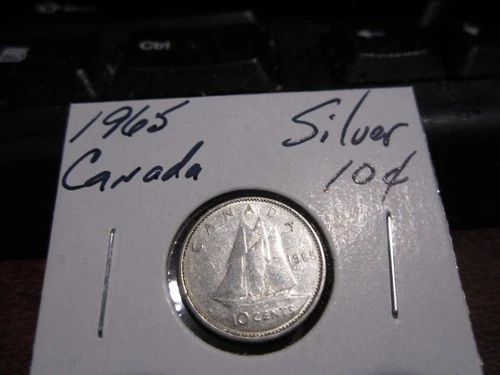 Ctrl
1965 Silver
Canada 10¢
CANADA
1965
10 CENTS